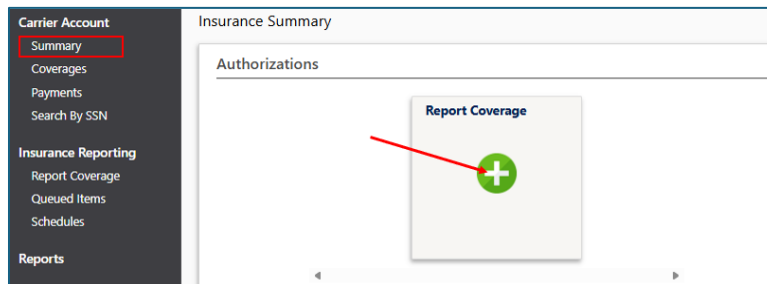 Carrier Account
Summary
Coverages
Payments
Search By SSN
Insurance Reporting
Report Coverage
Queued Items
Schedules
Reports
Insurance Summary
Authorizations
Report Coverage